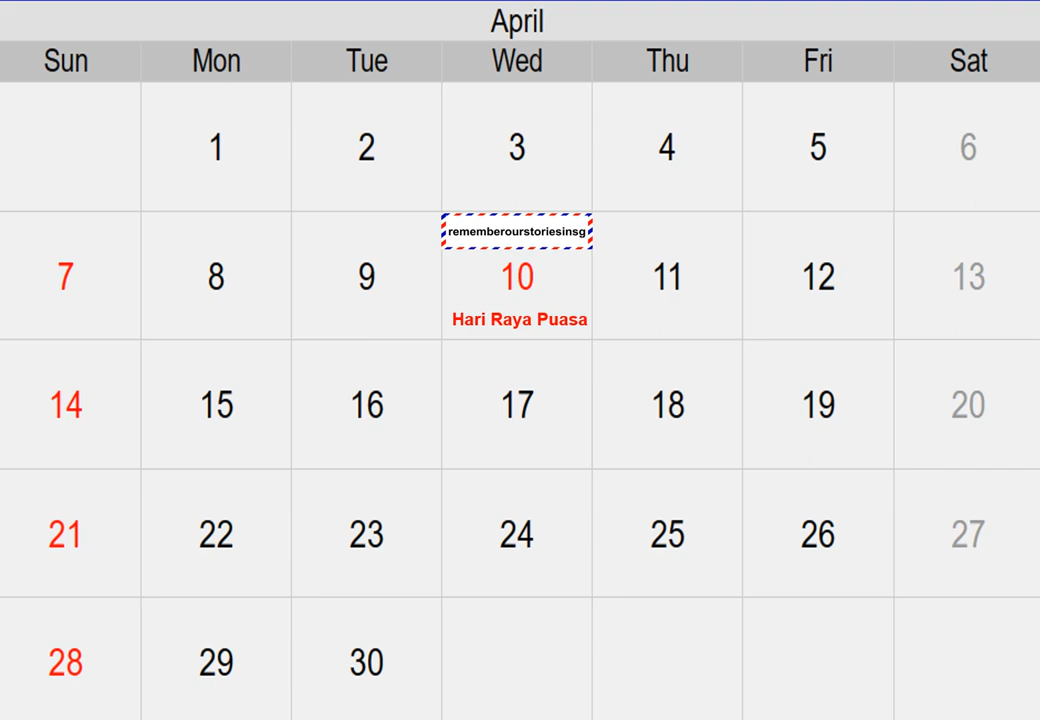 April
Sun Mon Tue Wed Thu Fri Sat
1 2 3 4 5 6
rememberourstoriesinsg
7 8 9 10 11 12 13
Hari Raya Puasa
14 15 16 17 18 19 20
21 22 23 24 25 26 27
28 29 30